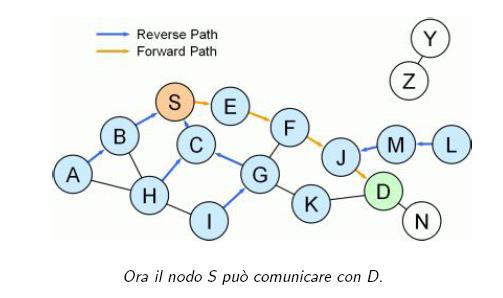 Reverse Path
Forward Path
Y
Z
S
E
B
F
C
J
M
L
A
G
H
K
D
I
N
Ora il nodo S può comunicare con D.